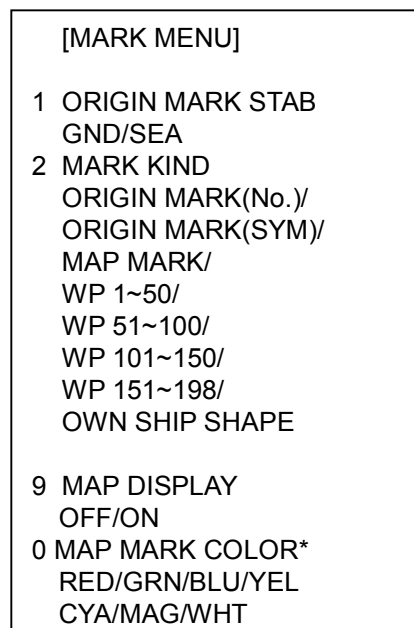 [MARK MENU]
1 ORIGIN MARK STAB
GND/SEA
2 MARK KIND
ORIGIN MARK(No.)/
ORIGIN MARK(SYM)/
MAP MARK/
WP 1~50/
WP 51~100/
WP 101~150/
WP 151~198/
OWN SHIP SHAPE
9 MAP DISPLAY
OFF/ON
0 MAP MARK COLOR*
RED/GRN/BLU/YEL
CYA/MAG/WHT